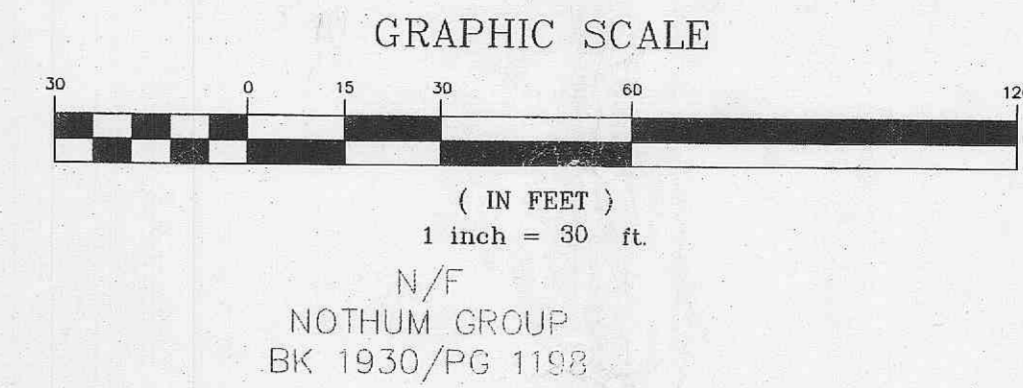 GRAPHIC SCALE
30 0 15 30 60 120
( IN FEET )
1 inch = 30 ft.
N/F
NOTHUM GROUP
BK 1930/PG 1198